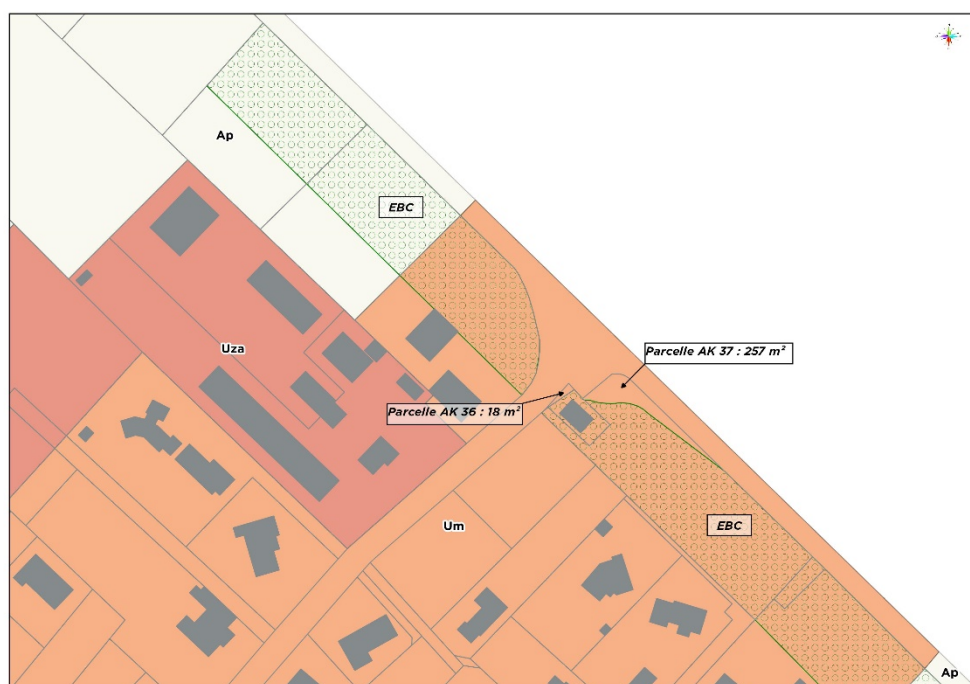 Ap
EBC
Uza
Parcelle AK 37 : 257 m²
Parcelle AK 36 : 18 m²
Um
EBC
Ap